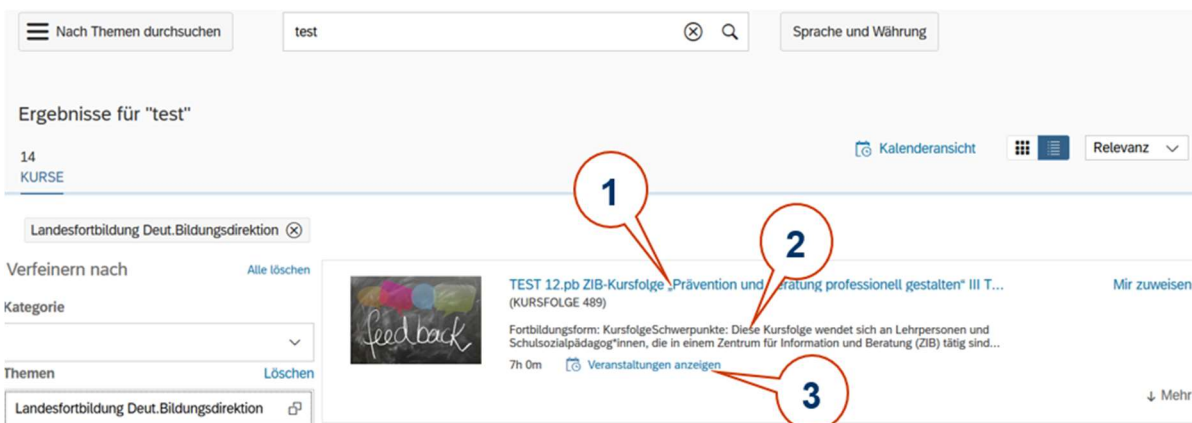 Nach Themen durchsuchen
test
Sprache und Währung
Ergebnisse für "test"
14
KURSE
Kalenderansicht
Relevanz
Landesfortbildung Deut.Bildungsdirektion
Verfeinern nach
Alle löschen
Kategorie
Themen
Löschen
Landesfortbildung Deut.Bildungsdirektion
1
2
feedback
TEST 12.pb ZIB-Kursfolge „Prävention und Beratung professionell gestalten“ III T...
Mir zuweisen
(KURSFOLGE 489)
Fortbildungsform: KursfolgeSchwerpunkte: Diese Kursfolge wendet sich an Lehrpersonen und
Schulsozialpädagog*innen, die in einem Zentrum für Information und Beratung (ZIB) tätig sind...
7h 0m
Veranstaltungen anzeigen
3
↓ Mehr